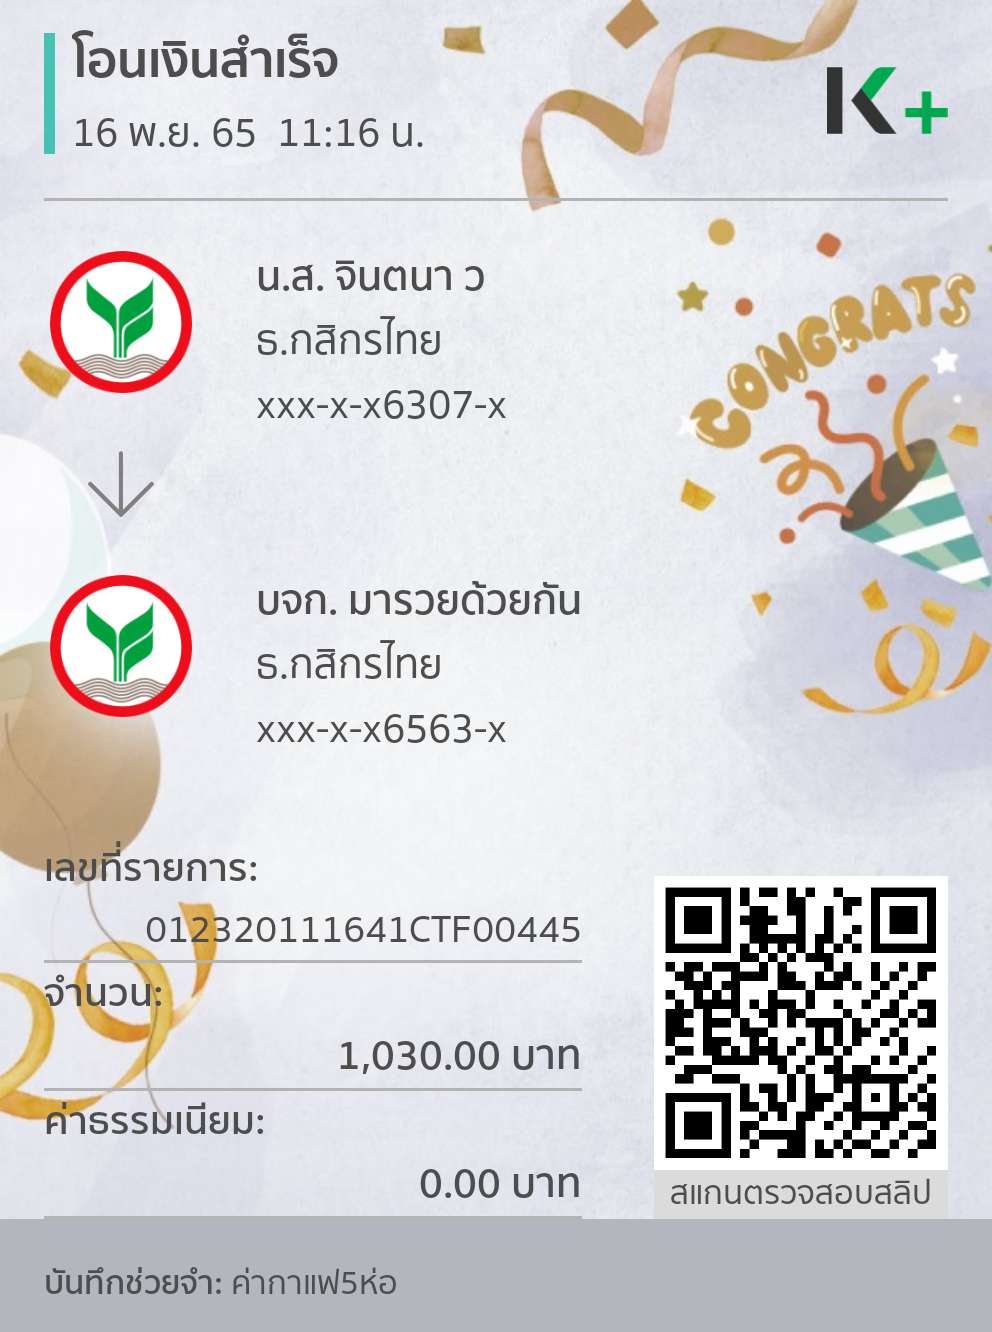 โอนเงินสำเร็จ
16 พ.ย. 65 11:16 น.
K+
น.ส. จินตนา ว
ธ.กสิกรไทย
xxx-x-x6307-x
CONGRATS
บจก. มารวยด้วยกัน
ธ.กสิกรไทย
xxx-x-x6563-x
เลขที่รายการ:
012320111641CTF00445
จำนวน:
1,030.00 บาท
ค่าธรรมเนียม:
0.00 บาท
สแกนตรวจสอบสลิป
บันทึกช่วยจำ: ค่ากาแฟ5ห่อ